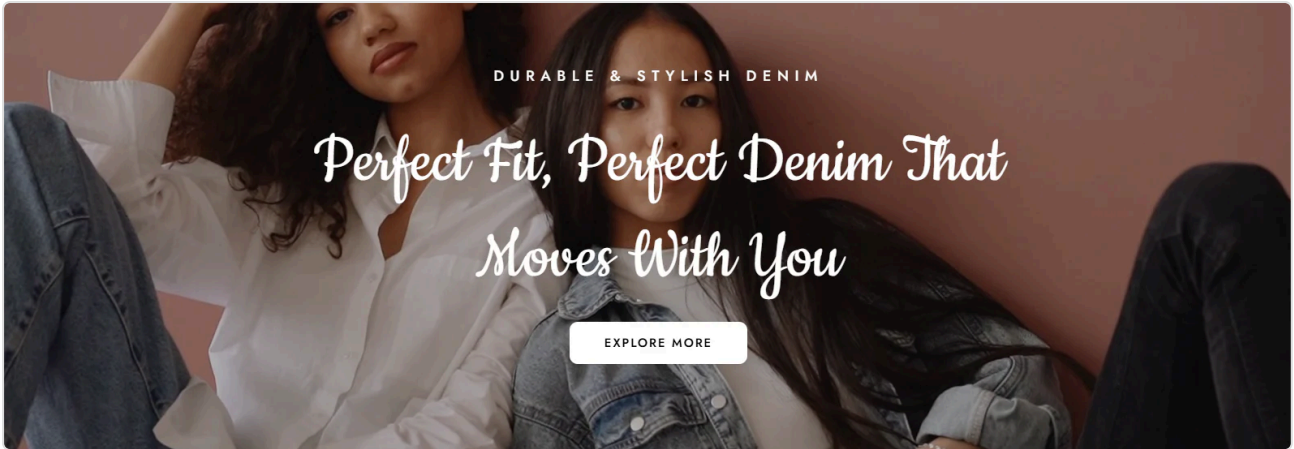 DURABLE & STYLISH DENIM
Perfect Fit, Perfect Denim That
Moves With You
EXPLORE MORE